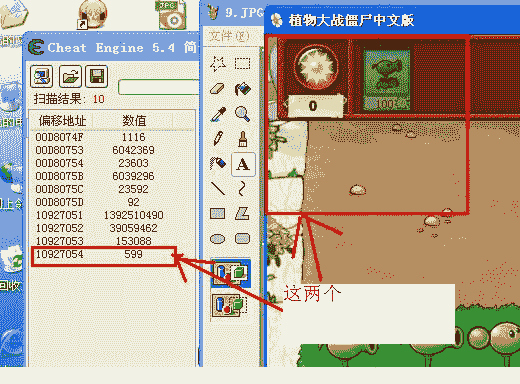 JPG
9.JPG
植物大战僵尸中文版
Cheat Engine 5.4 简
文件(F)
扫描结果: 10
偏移地址 数值
00D8074F 1116
00D80753 6042369
00D80754 23603
00D8075B 6039296
00D8075C 23592
00D8075D 92
10927051 1392510490
10927052 39059462
10927053 153088
10927054 599
0
100
A
这两个
回收